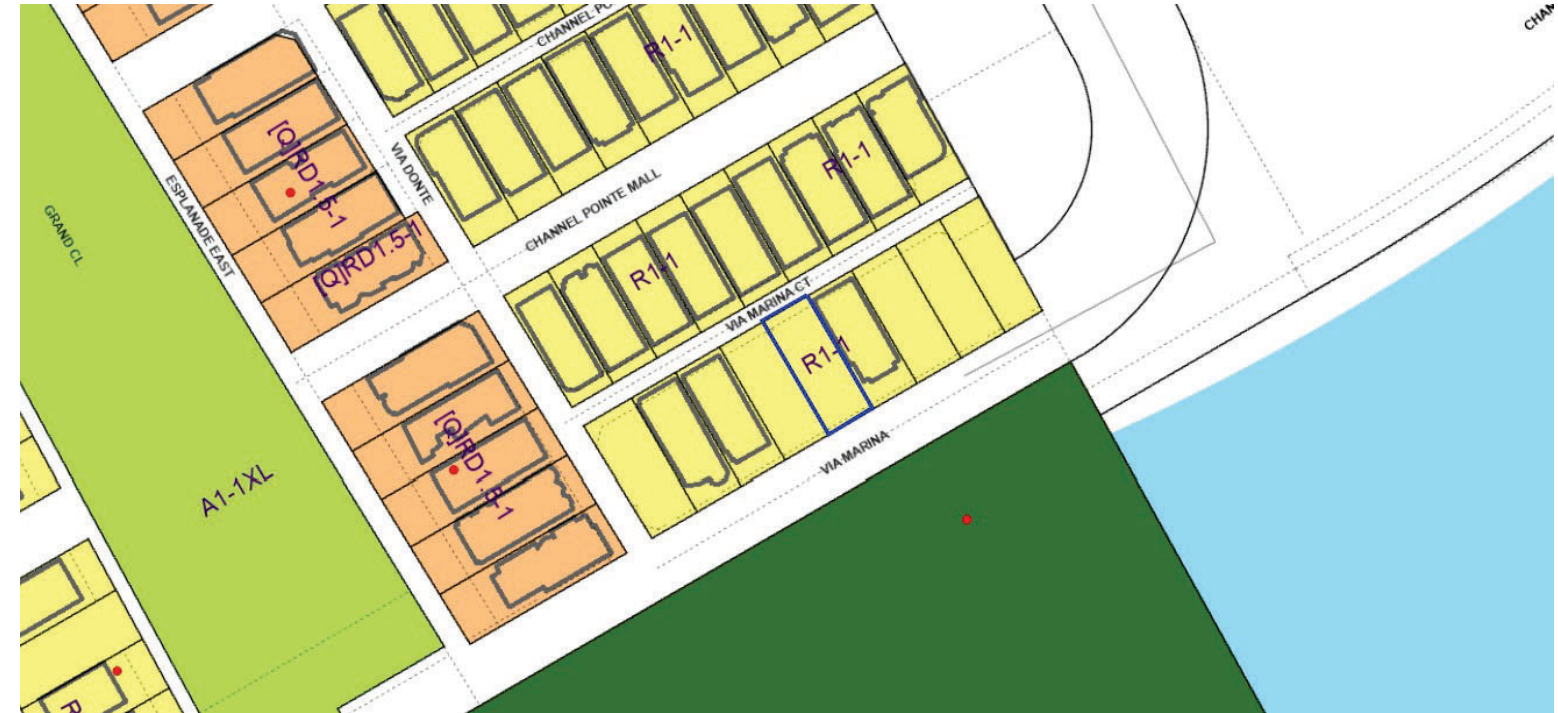 CHANNEL PO
R1-1
CHAN
[Q]RD1.5-1
VIA DONTE
R1-1
ESPLANADE EAST
CHANNEL POINTE MALL
GRAND CL
[Q]RD1.5-1
R1-1
VIA MARINA CT
R1-1
[Q]RD1.5-1
VIA MARINA
A1-1XL
R